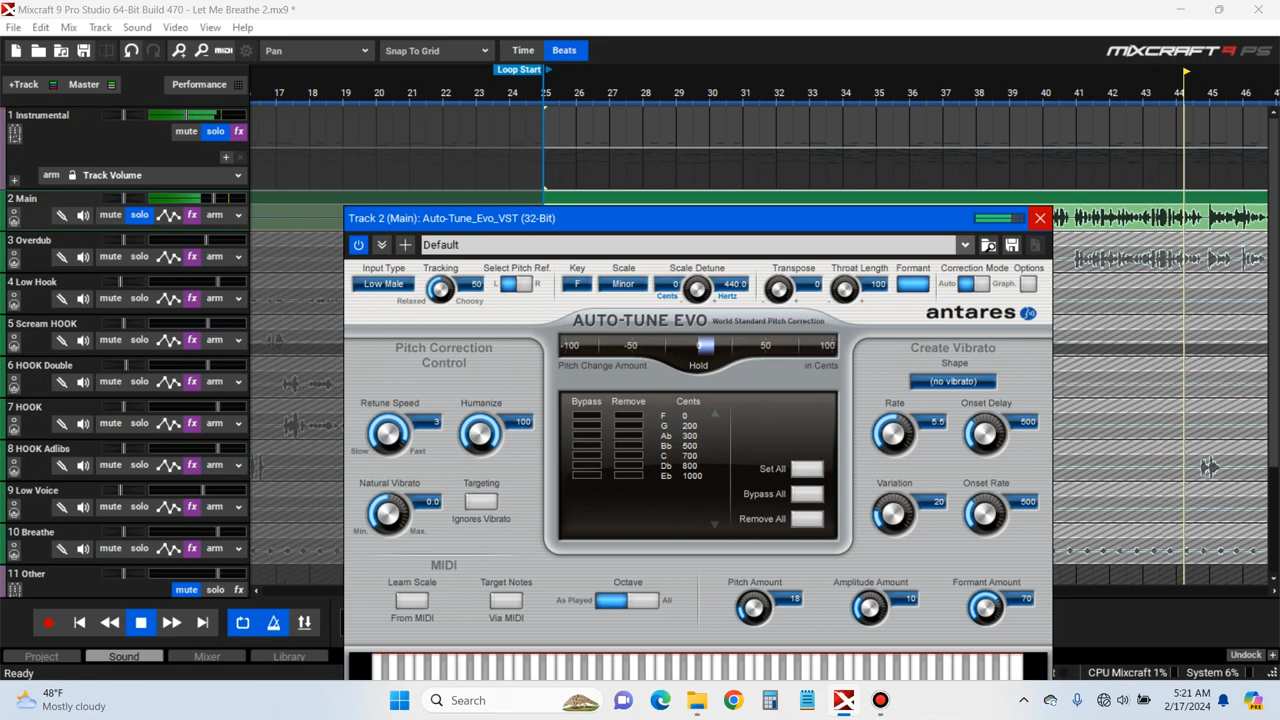 Mixcraft 9 Pro Studio 64-Bit Build 470 - Let Me Breathe 2.mx9 *
File Edit Mix Track Sound Video View Help
MIDI Pan Snap To Grid Time Beats MIXCRAFT 9 PS
Loop Start
+Track Master Performance
17 18 19 20 21 22 23 24 25 26 27 28 29 30 31 32 33 34 35 36 37 38 39 40 41 42 43 44 45 46
1 Instrumental
mute solo fx
arm Track Volume
2 Main
mute solo fx arm
3 Overdub
mute solo fx arm
4 Low Hook
mute solo fx arm
5 Scream HOOK
mute solo fx arm
6 HOOK Double
mute solo fx arm
7 HOOK
mute solo fx arm
8 HOOK Adlibs
mute solo fx arm
9 Low Voice
mute solo fx arm
10 Breathe
mute solo fx arm
11 Other
mute solo fx
Track 2 (Main): Auto-Tune_Evo_VST (32-Bit)
Default
Input Type Tracking Select Pitch Ref. Key Scale Scale Detune Transpose Throat Length Formant Correction Mode Options
Low Male 50 L R F Minor 0 440.0 0 100 Auto Graph.
Relaxed Choosy Cents Hertz
antares
AUTO-TUNE EVO World Standard Pitch Correction
-100 -50 0 50 100
Pitch Change Amount Hold in Cents
Pitch Correction
Control
Retune Speed Humanize
3 100
Slow Fast
Natural Vibrato Targeting
0.0
Min. Max. Ignores Vibrato
Bypass Remove Cents
F 0
G 200
Ab 300
Bb 500
C 700
Db 800
Eb 1000
Set All
Bypass All
Remove All
Create Vibrato
Shape
(no vibrato)
Rate Onset Delay
5.5 500
Variation Onset Rate
20 500
MIDI
Learn Scale Target Notes Octave Pitch Amount Amplitude Amount Formant Amount
As Played All 18 10 70
From MIDI Via MIDI
Project Sound Mixer Library
Undock
Ready
CPU Mixcraft 1% System 6%
48°F
Mostly cloudy
Search
5:21 AM
2/17/2024
PRE